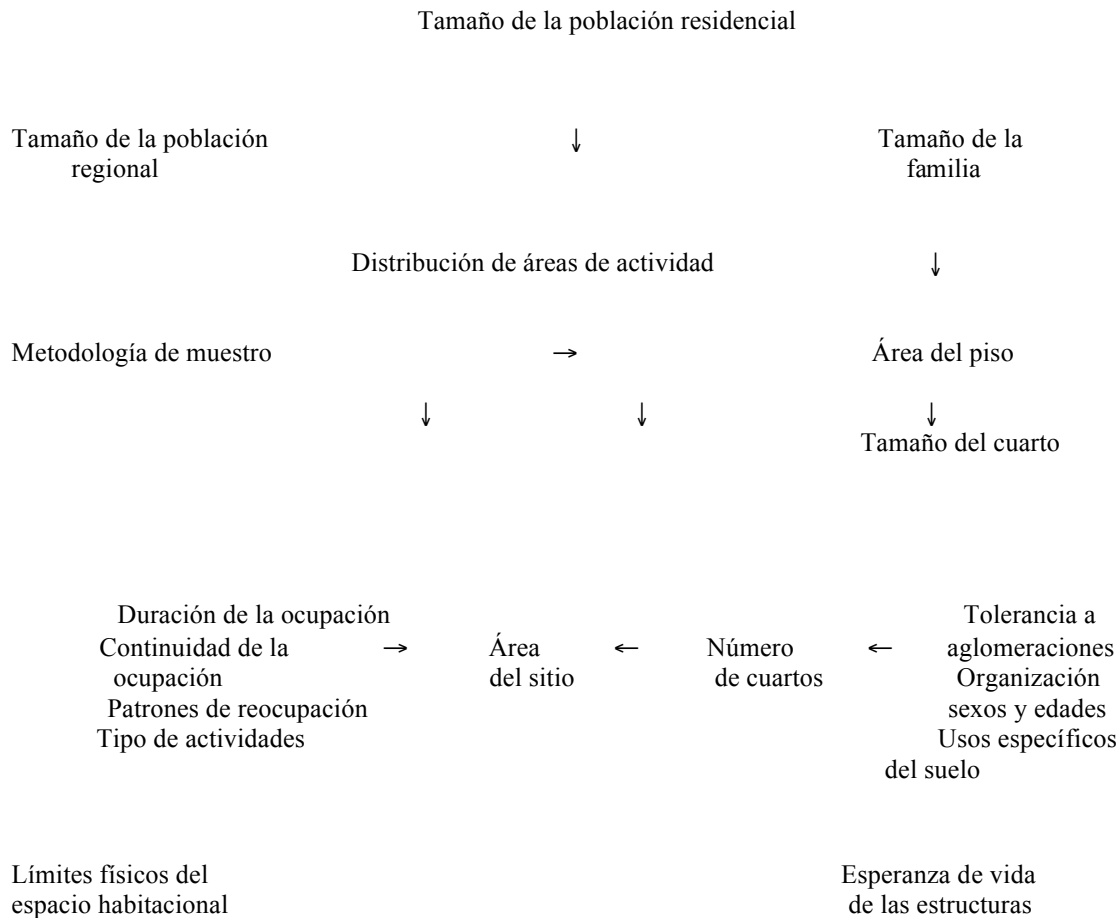 Tamaño de la población residencial
Tamaño de la población ↓ Tamaño de la
regional familia
Distribución de áreas de actividad ↓
Metodología de muestro → Área del piso
↓ ↓ ↓
Tamaño del cuarto
Duración de la ocupación Tolerancia a
Continuidad de la → Área ← Número ← aglomeraciones
ocupación del sitio de cuartos Organización
Patrones de reocupación sexos y edades
Tipo de actividades Usos específicos
del suelo
Límites físicos del Esperanza de vida
espacio habitacional de las estructuras